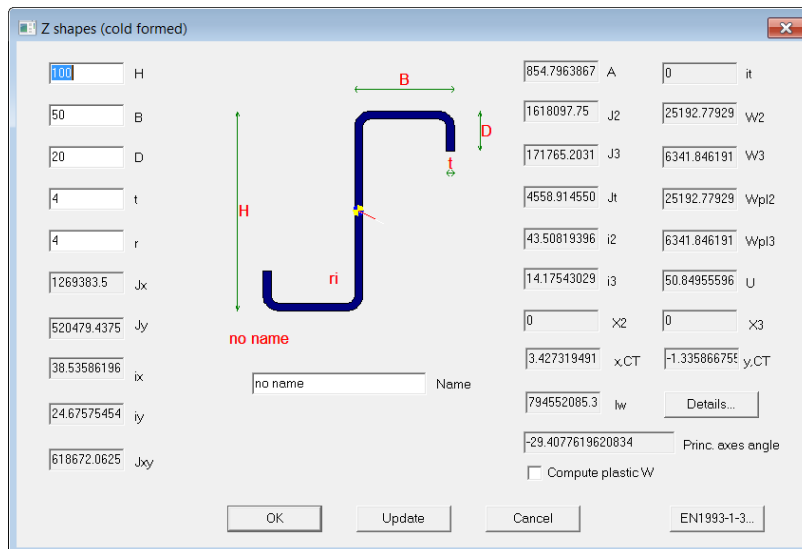 Z shapes (cold formed)
100 H
50 B
20 D
4 t
4 r
1269383.5 Jx
520479.4375 Jy
38.53586196 ix
24.67575454 iy
618672.0625 Jxy
B
H
D
t
ri
no name
no name Name
854.7963867 A
1618097.75 J2
171765.2031 J3
4558.914550 Jt
43.50819396 i2
14.17543029 i3
0 X2
3.427319491 x,CT
794552085.3 Iw
0 it
25192.77929 W2
6341.846191 W3
25192.77929 Wpl2
6341.846191 Wpl3
50.84955596 U
0 X3
-1.335866755 y,CT
Details...
-29.4077619620834 Princ. axes angle
Compute plastic W
OK
Update
Cancel
EN1993-1-3...